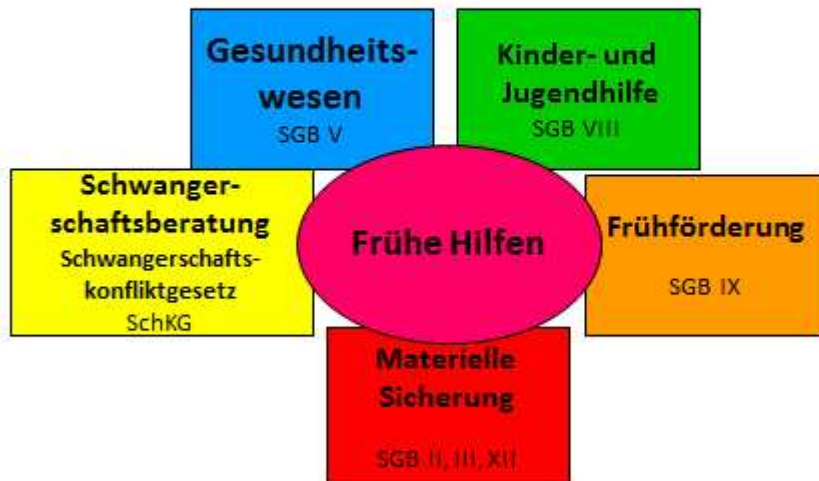 Gesundheits-
wesen
SGB V
Kinder- und
Jugendhilfe
SGB VIII
Schwanger-
schaftsberatung
Schwangerschafts-
konfliktgesetz
SchKG
Frühe Hilfen
Frühförderung
SGB IX
Materielle
Sicherung
SGB II, III, XII